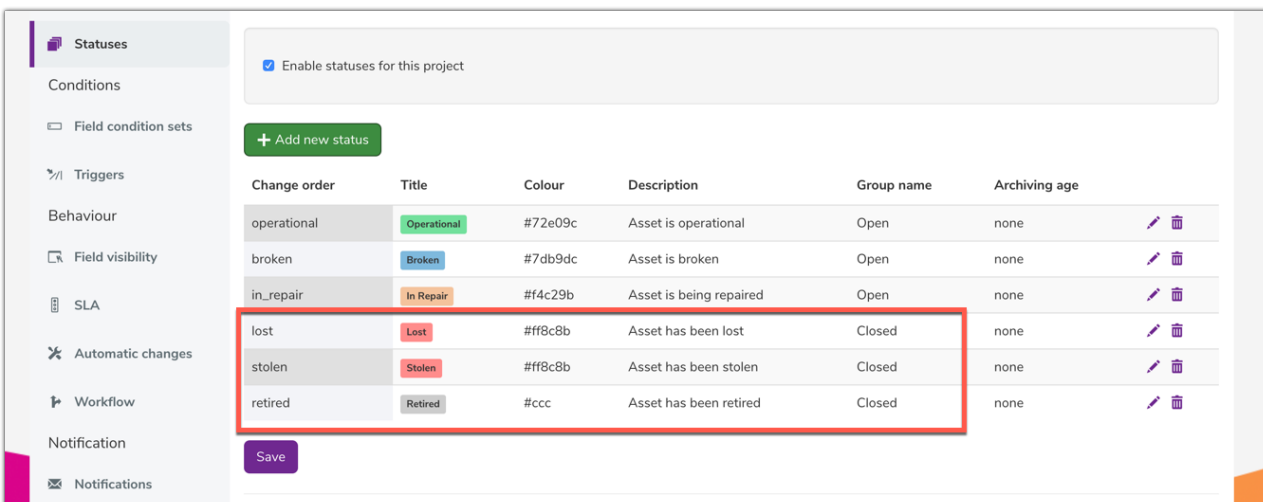 Statuses
Conditions
Field condition sets
Triggers
Behaviour
Field visibility
SLA
Automatic changes
Workflow
Notification
Notifications
Enable statuses for this project
+ Add new status
Change order Title Colour Description Group name Archiving age
operational Operational #72e09c Asset is operational Open none
broken Broken #7db9dc Asset is broken Open none
in_repair In Repair #f4c29b Asset is being repaired Open none
lost Lost #ff8c8b Asset has been lost Closed none
stolen Stolen #ff8c8b Asset has been stolen Closed none
retired Retired #ccc Asset has been retired Closed none
Save